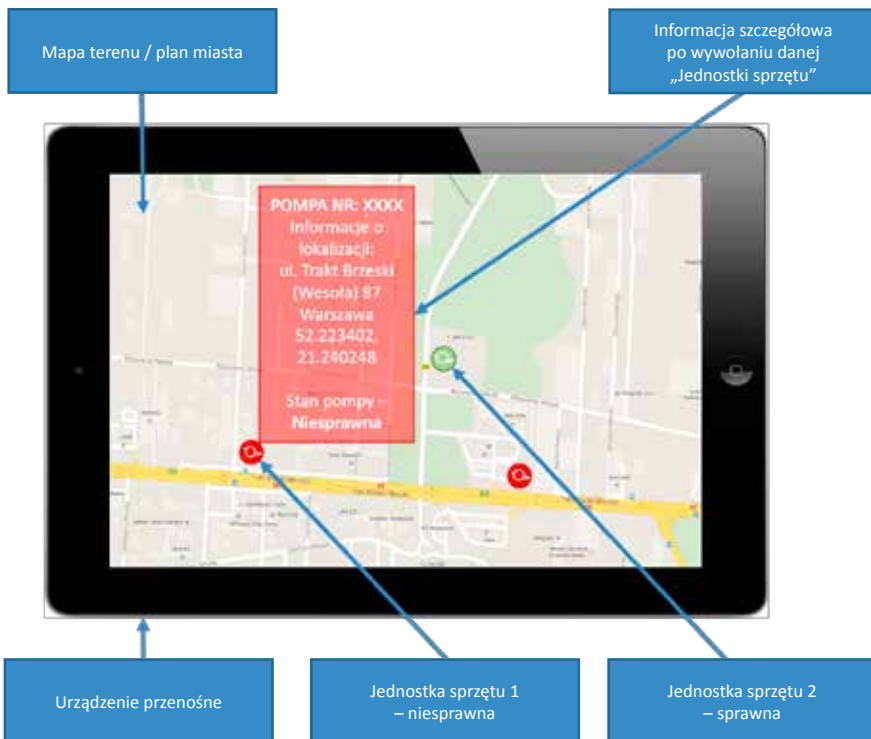 Mapa terenu / plan miasta
Informacja szczegółowa
po wywołaniu danej
„Jednostki sprzętu”
POMPA NR: XXXX
Informacje o
lokalizacji:
ul. Trakt Brzeski
(Wesoła) 87
Warszawa
52.223402,
21.240248
Stan pompy –
Niesprawna
Urządzenie przenośne
Jednostka sprzętu 1
– niesprawna
Jednostka sprzętu 2
– sprawna